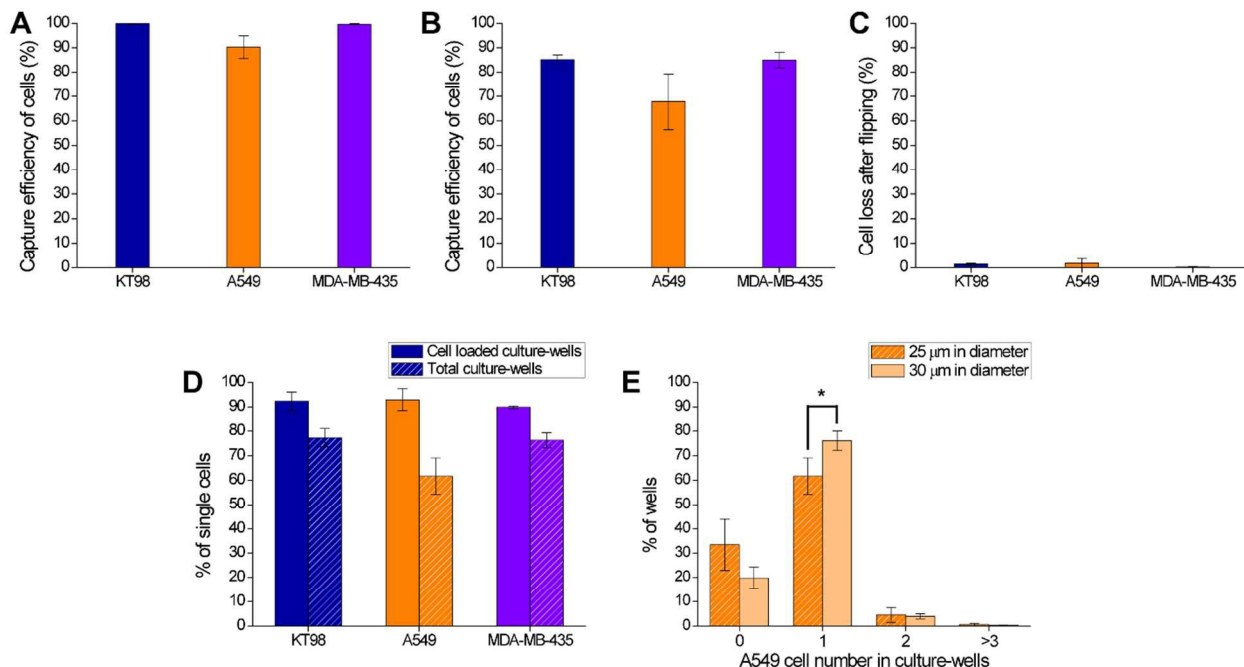 A
Capture efficiency of cells (%)
100
90
80
70
60
50
40
30
20
10
0
KT98 A549 MDA-MB-435
B
Capture efficiency of cells (%)
100
90
80
70
60
50
40
30
20
10
0
KT98 A549 MDA-MB-435
C
Cell loss after flipping (%)
100
90
80
70
60
50
40
30
20
10
0
KT98 A549 MDA-MB-435
D
Cell loaded culture-wells
Total culture-wells
% of single cells
100
90
80
70
60
50
40
30
20
10
0
KT98 A549 MDA-MB-435
E
25 μm in diameter
30 μm in diameter
% of wells
100
90
80
70
60
50
40
30
20
10
0
*
0 1 2 >3
A549 cell number in culture-wells